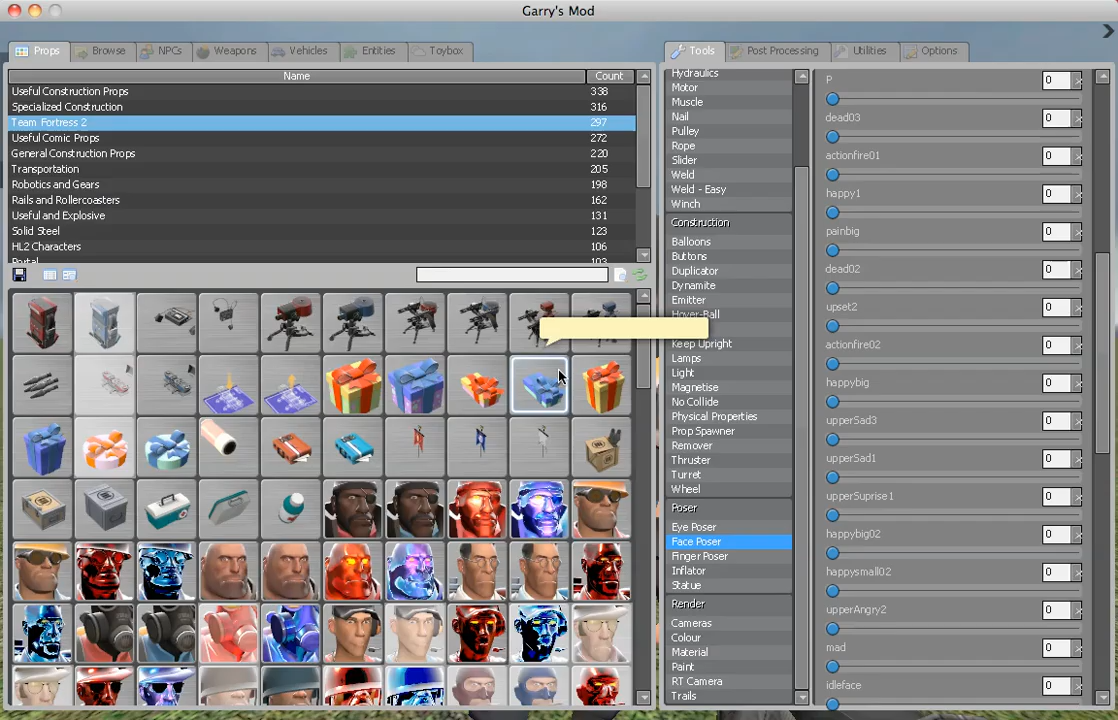 Garry's Mod
Props Browse NPCs Weapons Vehicles Entities Toybox
Name Count
Useful Construction Props 338
Specialized Construction 316
Team Fortress 2 297
Useful Comic Props 272
General Construction Props 220
Transportation 205
Robotics and Gears 198
Rails and Rollercoasters 162
Useful and Explosive 131
Solid Steel 123
HL2 Characters 106
Portal 103
Tools Post Processing Utilities Options
Hydraulics
Motor
Muscle
Nail
Pulley
Rope
Slider
Weld
Weld - Easy
Winch
Construction
Balloons
Buttons
Duplicator
Dynamite
Emitter
Hover-Ball
Keep Upright
Lamps
Light
Magnetise
No Collide
Physical Properties
Prop Spawner
Remover
Thruster
Turret
Wheel
Poser
Eye Poser
Face Poser
Finger Poser
Inflator
Statue
Render
Cameras
Colour
Material
Paint
RT Camera
Trails
P 0
dead03 0
actionfire01 0
happy1 0
painbig 0
dead02 0
upset2 0
actionfire02 0
happybig 0
upperSad3 0
upperSad1 0
upperSuprise1 0
happybig02 0
happysmall02 0
upperAngry2 0
mad 0
idleface 0